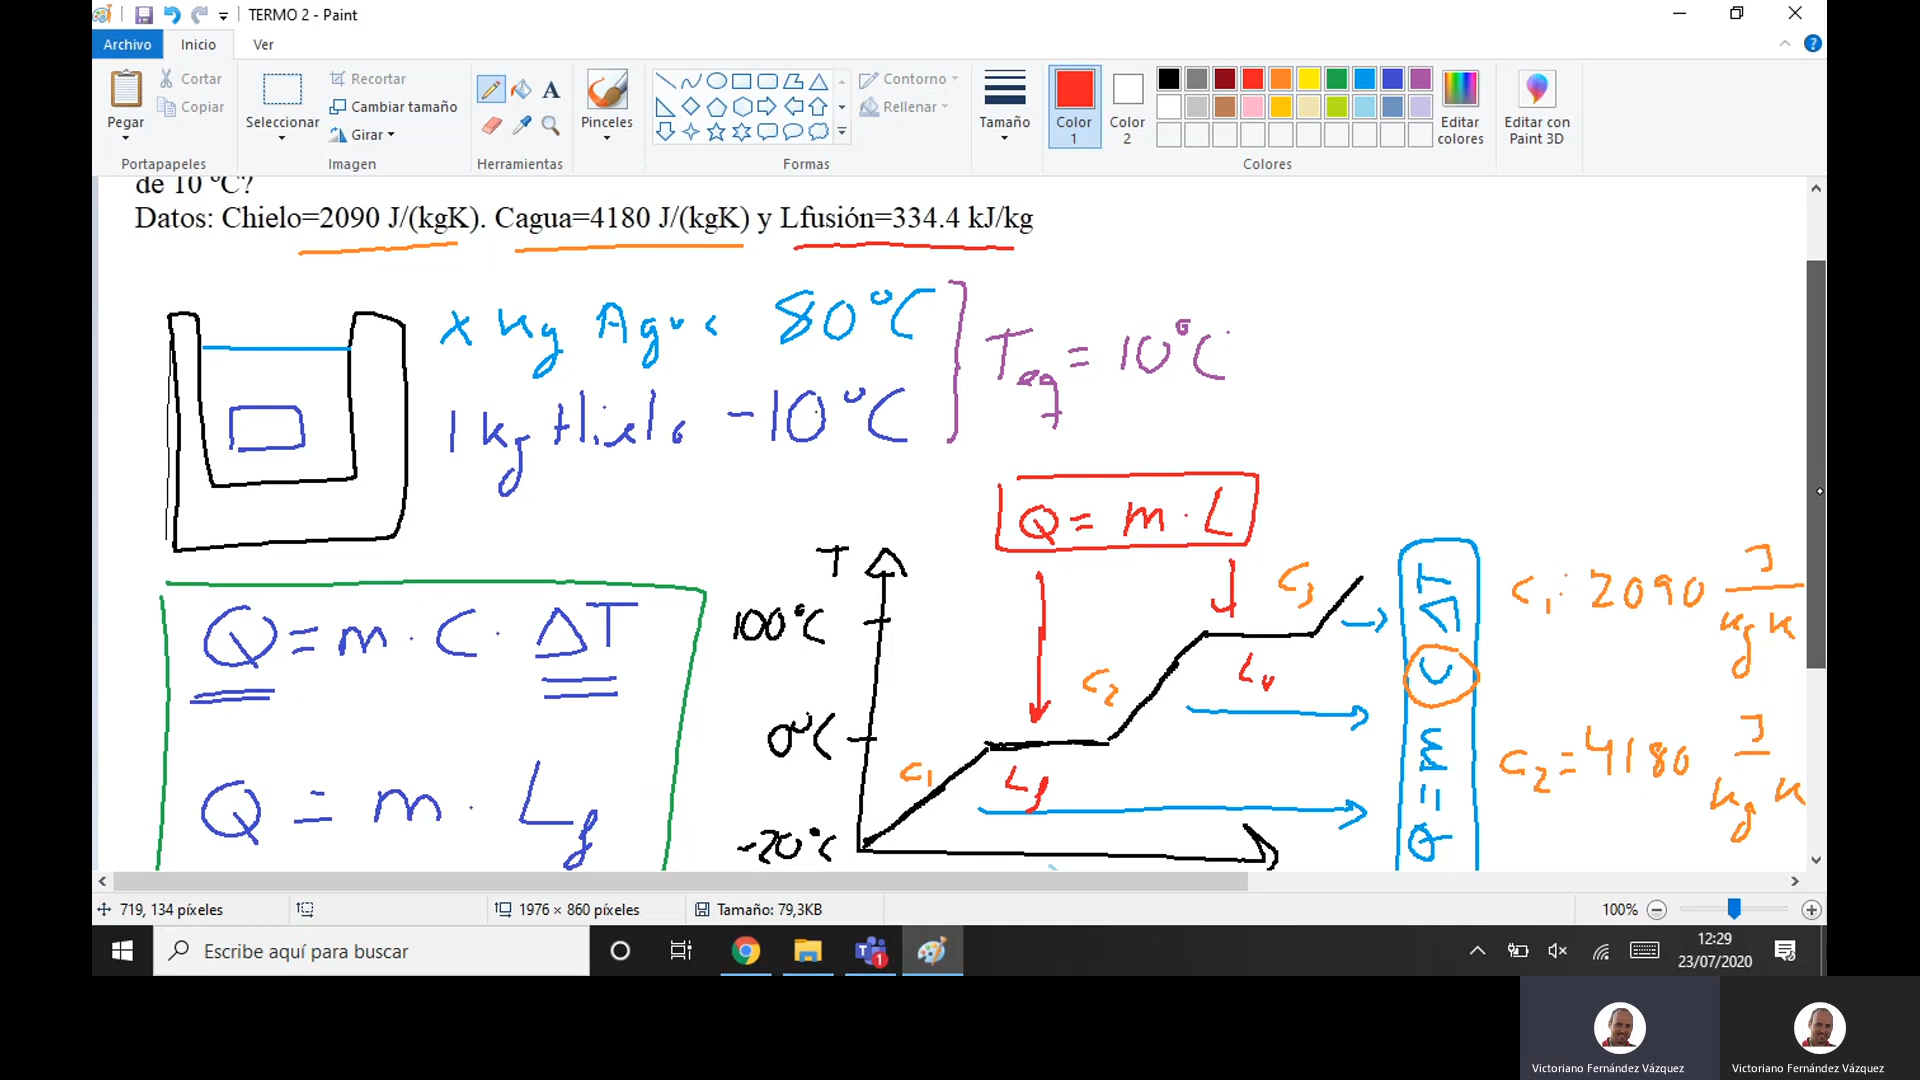 TERMO 2 - Paint
Archivo Inicio Ver
Pegar
Cortar
Copiar
Portapapeles
Seleccionar
Recortar
Cambiar tamaño
Girar
Imagen
A
Herramientas
Pinceles
Contorno
Rellenar
Formas
Tamaño
Color 1
Color 2
Editar colores
Editar con Paint 3D
Colores
de 10 ºC?
Datos: Chielo=2090 J/(kgK). Cagua=4180 J/(kgK) y Lfusión=334.4 kJ/kg
x kg Agua 80°C
1 kg Hielo -10°C
Teq = 10°C
Q = m · L
Q = m · C · ΔT
Q = m · Lf
T
100°C
0°C
-20°C
C1
Lf
C2
Lv
C3
Q = m C ΔT
C1: 2090 J/kg K
C2 = 4180 J/kg K
719, 134 píxeles
1976 × 860 píxeles
Tamaño: 79,3KB
100%
Escribe aquí para buscar
1
12:29
23/07/2020
Victoriano Fernández Vázquez
Victoriano Fernández Vázquez